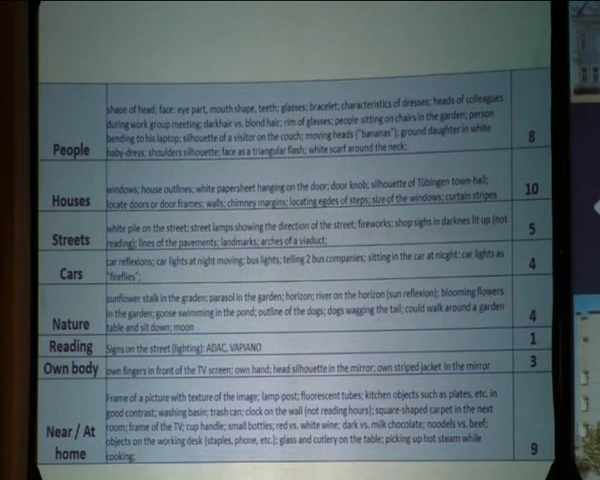 shape of head; face: eye part, mouth shape, teeth; glasses; bracelet; characteristics of dresses; heads of colleagues
during work group meeting; darkhair vs. blond hair; rim of glasses; people sitting on chairs in the garden; person
bending to his laptop; silhouette of a visitor on the couch; moving heads ("bananas"); ground daughter in white
People baby-dress; shoulders silhouette; face as a triangular flash; white scarf around the neck; 8
windows; house outlines; white papersheet hanging on the door; door knob; silhouette of Tübingen town-hall;
Houses locate doors or door frames; walls; chimney margins; locating egdes of steps; size of the windows; curtain stripes 10
white pile on the street; street lamps showing the direction of the street; fireworks; shop sighs in darknes lit up (not
Streets reading); lines of the pavements; landmarks; arches of a viaduct; 5
car reflexions; car lights at night moving; bus lights; telling 2 bus companies; sitting in the car at nicght: car lights as
Cars "fireflies"; 4
sunflower stalk in the graden; parasol in the garden; horizon; river on the horizon (sun reflexion); blooming flowers
in the garden; goose swimming in the pond; outline of the dogs; dogs wagging the tail; could walk around a garden
Nature table and sit down; moon 4
Reading Signs on the street (lighting): ADAC, VAPIANO 1
Own body own fingers in front of the TV screen; own hand; head silhouette in the mirror; own striped jacket in the mirror 3
Frame of a picture with texture of the image; lamp-post; fluorescent tubes; kitchen objects such as plates, etc. in
good contrast; washing basin; trash can; clock on the wall (not reading hours); square-shaped carpet in the next
room; frame of the TV; cup handle; small bottles; red vs. white wine; dark vs. milk chocolate; noodels vs. beef;
Near / At objects on the working desk (staples, phone, etc.); glass and cutlery on the table; picking up hot steam while
home cooking; 9